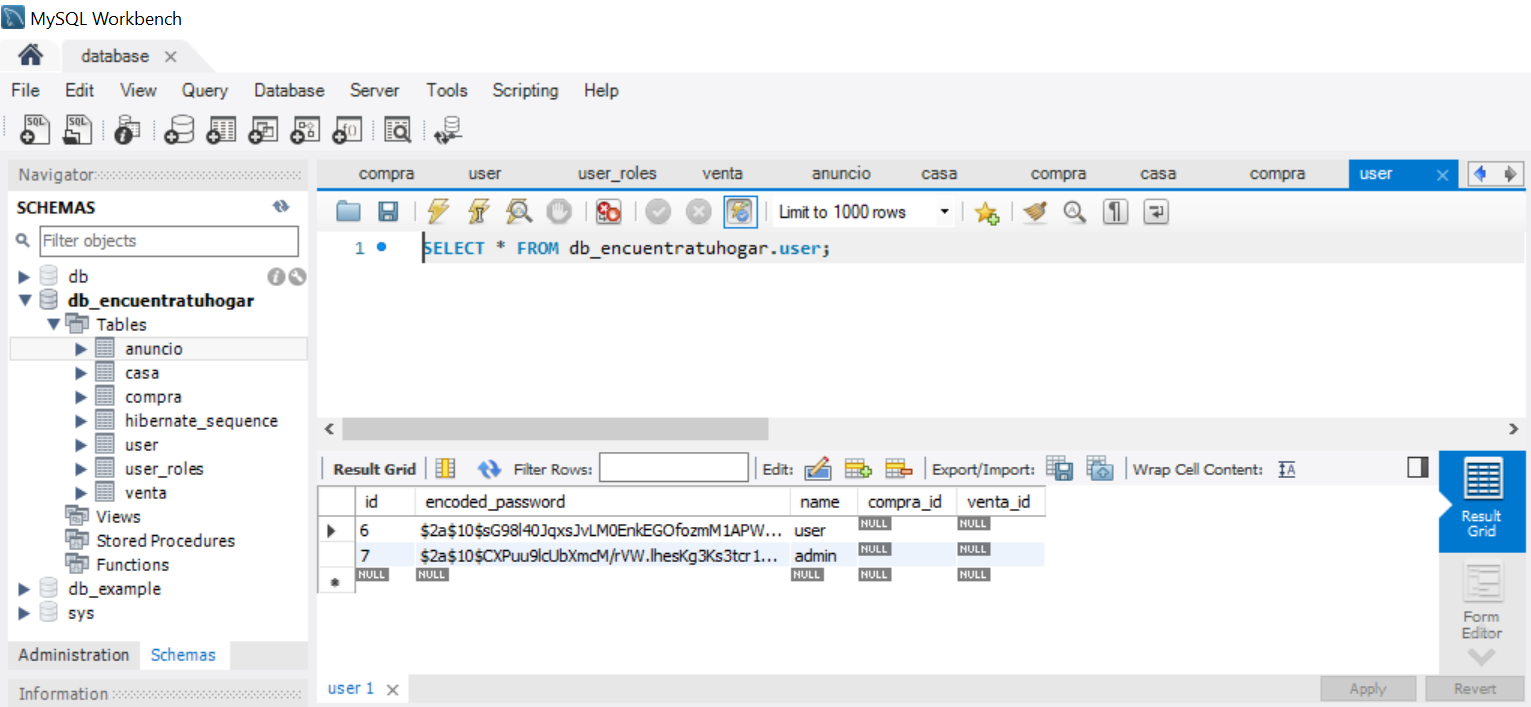 MySQL Workbench
database
File Edit View Query Database Server Tools Scripting Help
Navigator
SCHEMAS
Filter objects
db
db_encuentratuhogar
Tables
anuncio
casa
compra
hibernate_sequence
user
user_roles
venta
Views
Stored Procedures
Functions
db_example
sys
Administration Schemas
Information
compra user user_roles venta anuncio casa compra casa compra user
Limit to 1000 rows
1 SELECT * FROM db_encuentratuhogar.user;
Result Grid Filter Rows: Edit: Export/Import: Wrap Cell Content:
id encoded_password name compra_id venta_id
6 $2a$10$sG98l40JqxsJvLM0EnkEGOfozmM1APW... user NULL NULL
7 $2a$10$CXPuu9lcUbXmcM/rVW.lhesKg3Ks3tcr1... admin NULL NULL
NULL NULL NULL NULL NULL
Result
Grid
Form
Editor
user 1
Apply Revert